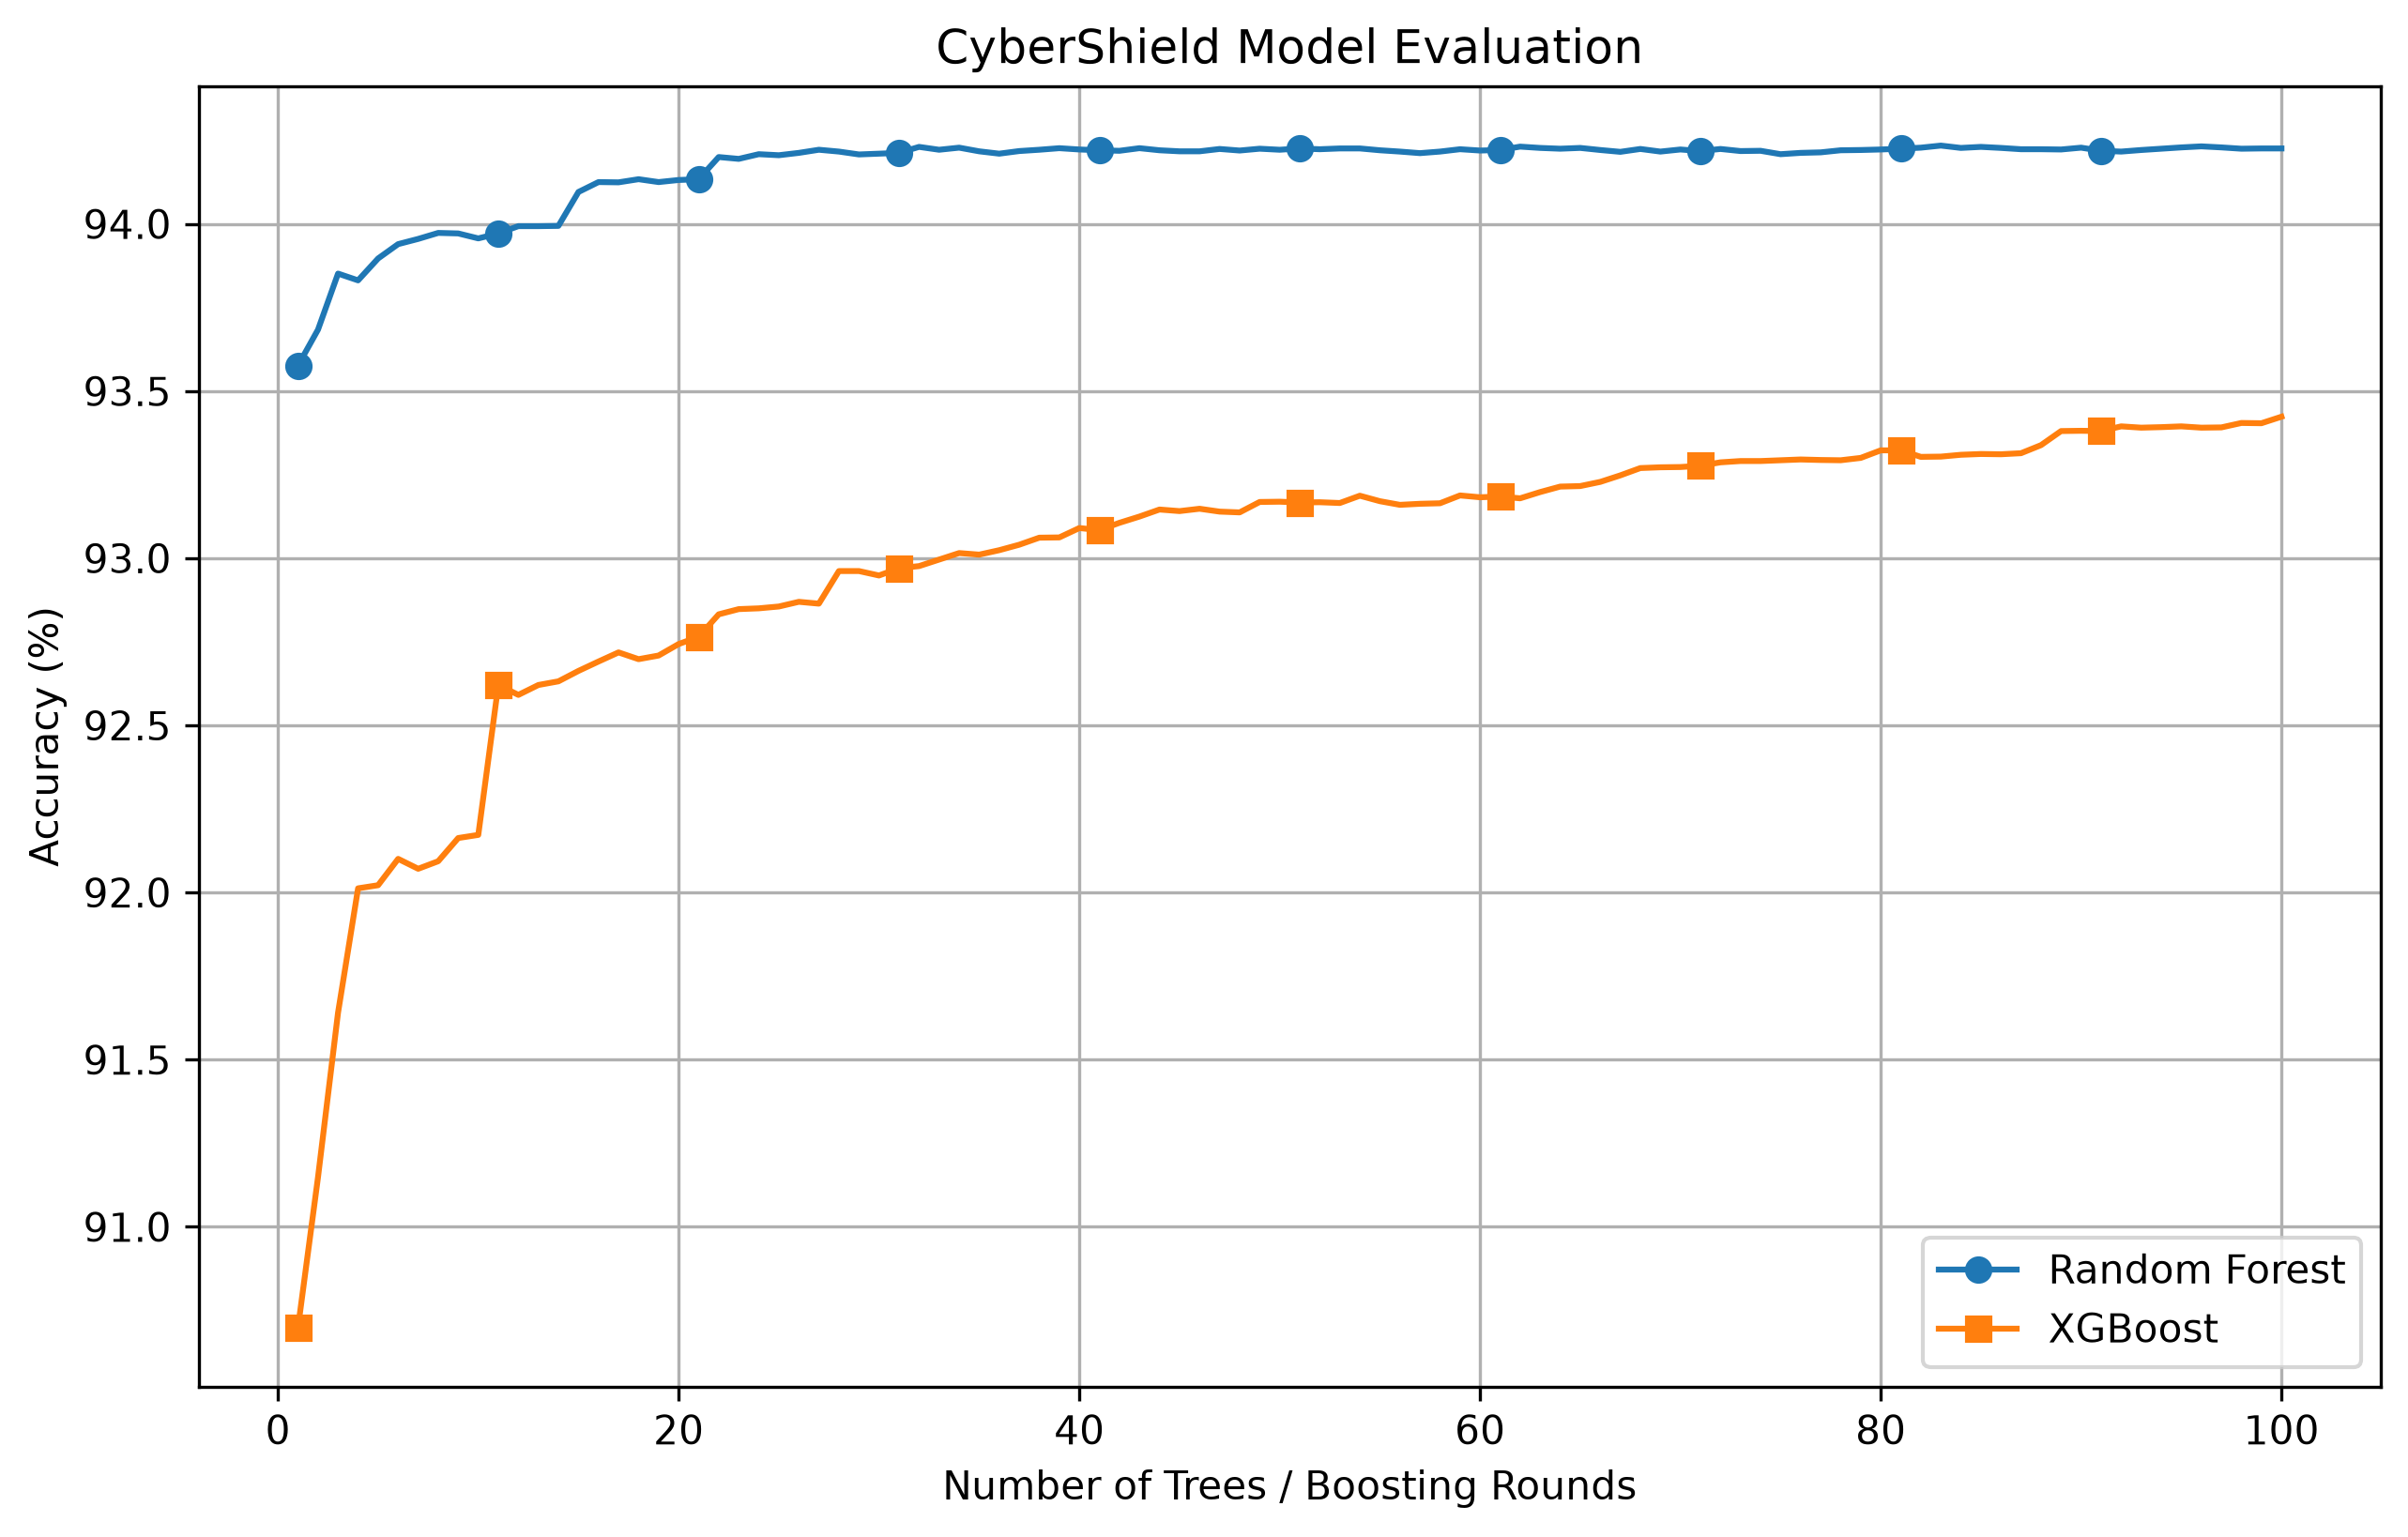 CyberShield Model Evaluation
Accuracy (%)
94.0
93.5
93.0
92.5
92.0
91.5
91.0
0 20 40 60 80 100
Number of Trees / Boosting Rounds
Random Forest
XGBoost